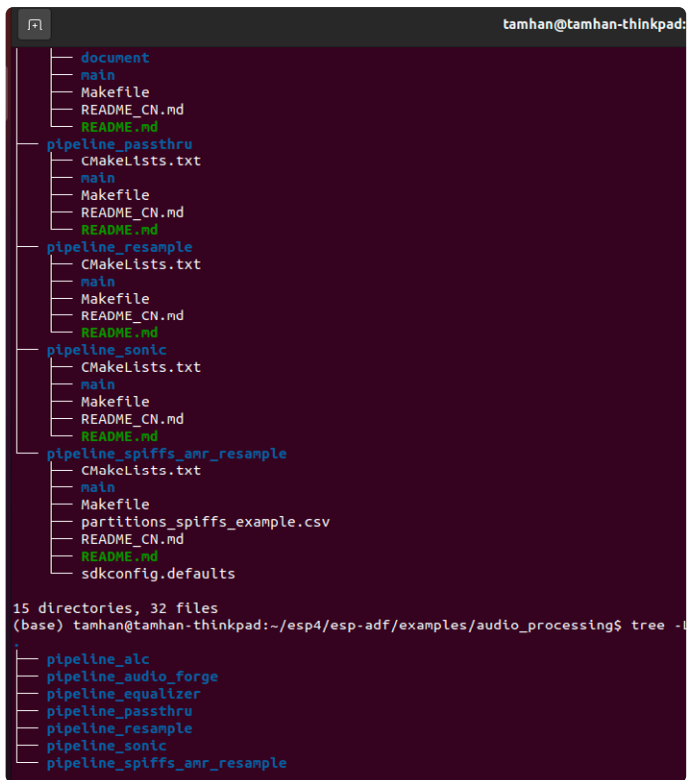 tamhan@tamhan-thinkpad:
document
main
Makefile
README_CN.md
README.md
pipeline_passthru
CMakeLists.txt
main
Makefile
README_CN.md
README.md
pipeline_resample
CMakeLists.txt
main
Makefile
README_CN.md
README.md
pipeline_sonic
CMakeLists.txt
main
Makefile
README_CN.md
README.md
pipeline_spiffs_amr_resample
CMakeLists.txt
main
Makefile
partitions_spiffs_example.csv
README_CN.md
README.md
sdkconfig.defaults
15 directories, 32 files
(base) tamhan@tamhan-thinkpad:~/esp4/esp-adf/examples/audio_processing$ tree -L
.
pipeline_alc
pipeline_audio_forge
pipeline_equalizer
pipeline_passthru
pipeline_resample
pipeline_sonic
pipeline_spiffs_amr_resample